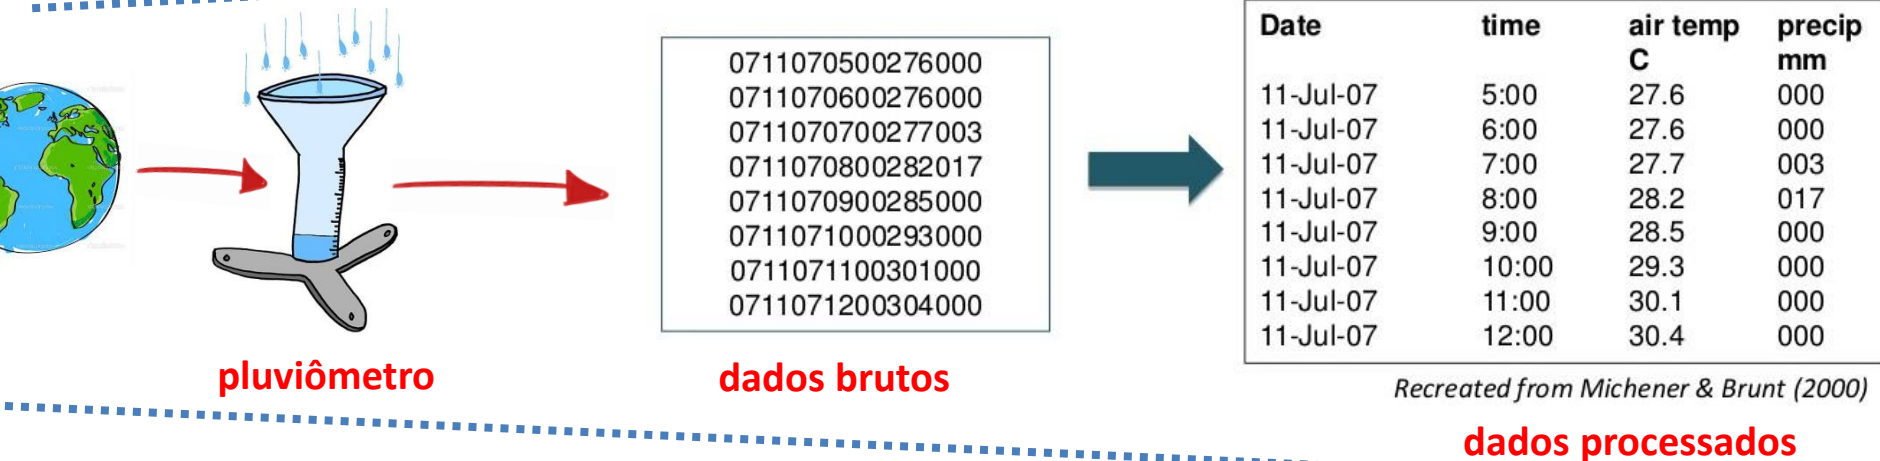 pluviômetro
0711070500276000
0711070600276000
0711070700277003
0711070800282017
0711070900285000
0711071000293000
0711071100301000
0711071200304000
dados brutos
Date time air temp precip
C mm
11-Jul-07 5:00 27.6 000
11-Jul-07 6:00 27.6 000
11-Jul-07 7:00 27.7 003
11-Jul-07 8:00 28.2 017
11-Jul-07 9:00 28.5 000
11-Jul-07 10:00 29.3 000
11-Jul-07 11:00 30.1 000
11-Jul-07 12:00 30.4 000
Recreated from Michener & Brunt (2000)
dados processados